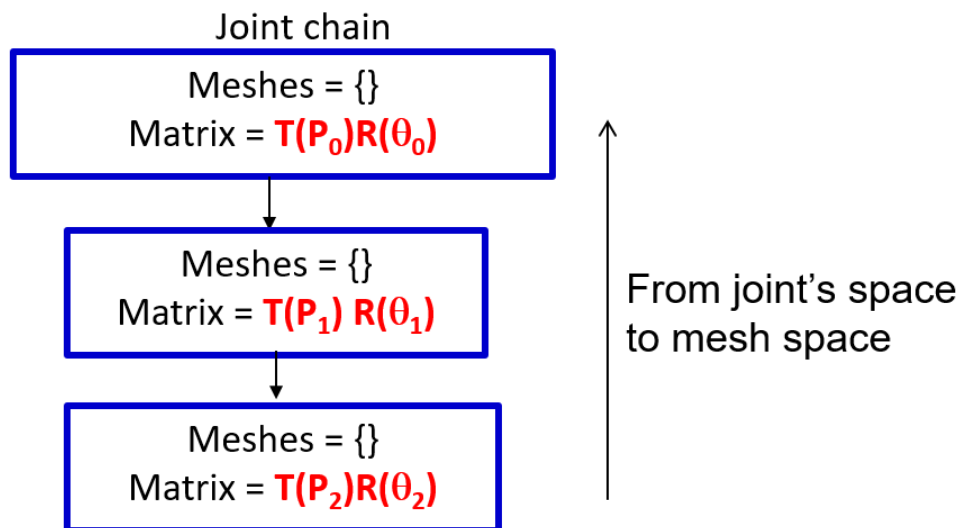 Joint chain
Meshes = {}
Matrix = T(P₀)R(θ₀)
Meshes = {}
Matrix = T(P₁) R(θ₁)
Meshes = {}
Matrix = T(P₂)R(θ₂)
From joint’s space
to mesh space